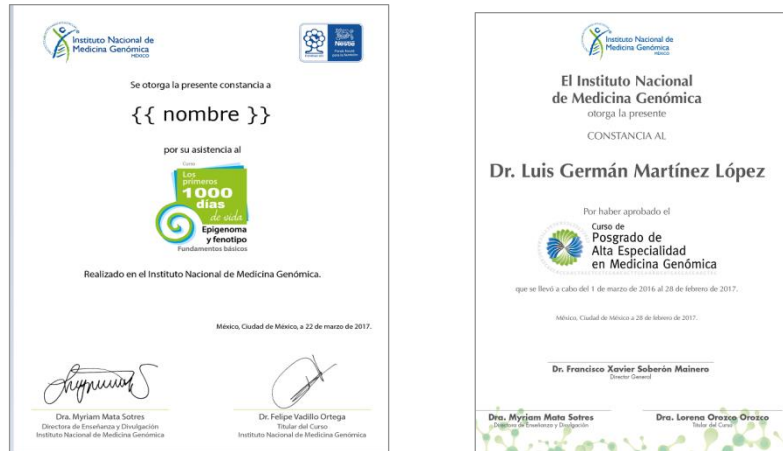 Instituto Nacional de
Medicina Genómica
MÉXICO
Nestlé
Se otorga la presente constancia a
{{ nombre }}
por su asistencia al
Curso
Los
primeros
1000
días
de vida
Epigenoma
y fenotipo
Fundamentos básicos
Realizado en el Instituto Nacional de Medicina Genómica.
México, Ciudad de México, a 22 de marzo de 2017.
Dra. Myriam Mata Sotres
Directora de Enseñanza y Divulgación
Instituto Nacional de Medicina Genómica
Dr. Felipe Vadillo Ortega
Titular del Curso
Instituto Nacional de Medicina Genómica
Instituto Nacional de
Medicina Genómica
MÉXICO
El Instituto Nacional
de Medicina Genómica
otorga la presente
CONSTANCIA AL
Dr. Luis Germán Martínez López
Por haber aprobado el
Curso de
Posgrado de
Alta Especialidad
en Medicina Genómica
que se llevó a cabo del 1 de marzo de 2016 al 28 de febrero de 2017.
México, Ciudad de México a 28 de febrero de 2017.
Dr. Francisco Xavier Soberón Mainero
Director General
Dra. Myriam Mata Sotres
Directora de Enseñanza y Divulgación
Dra. Lorena Orozco Orozco
Titular del Curso